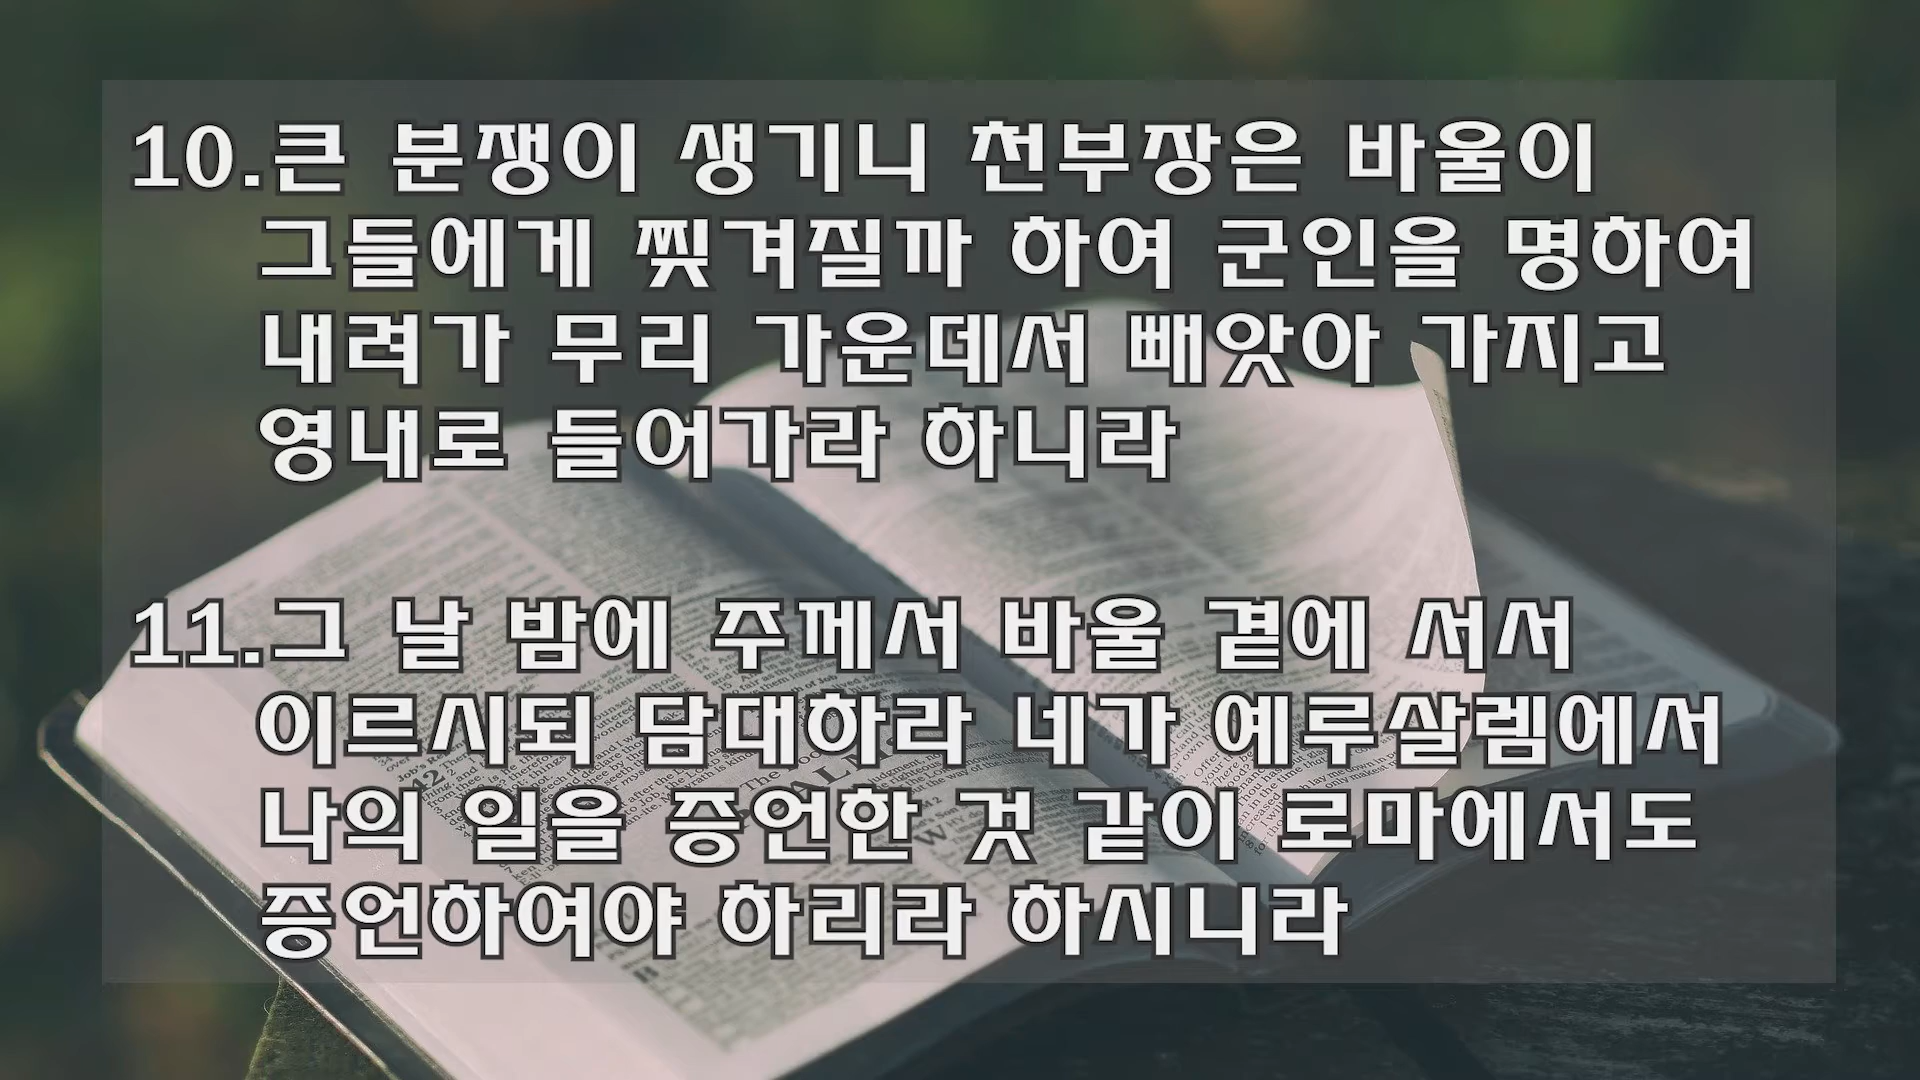 10.큰 분쟁이 생기니 천부장은 바울이
그들에게 찢겨질까 하여 군인을 명하여
내려가 무리 가운데서 빼앗아 가지고
영내로 들어가라 하니라
11.그 날 밤에 주께서 바울 곁에 서서
이르시되 담대하라 네가 예루살렘에서
나의 일을 증언한 것 같이 로마에서도
증언하여야 하리라 하시니라